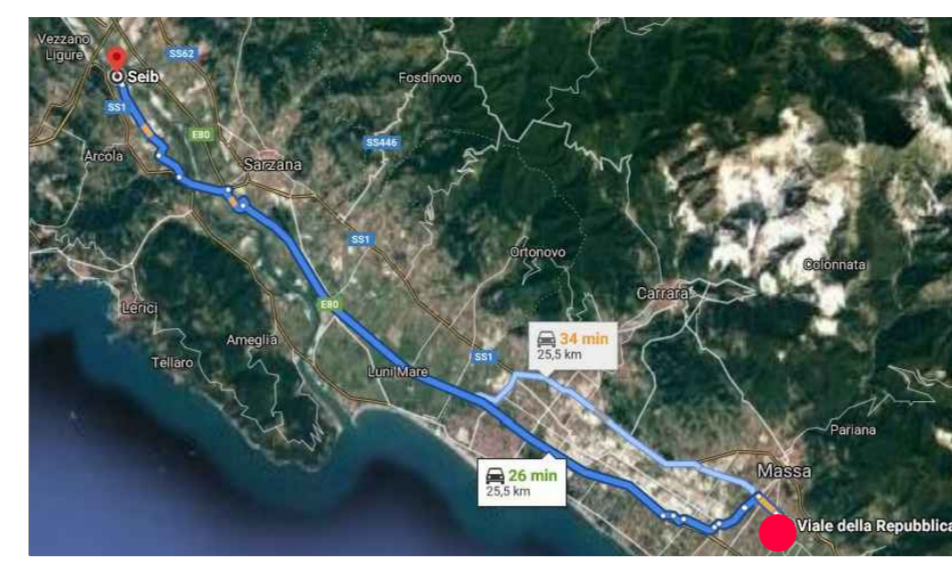 Vezzano
Ligure
SS62
Seib
Fosdinovo
SS1
E80
SS446
Arcola
Sarzana
SS1
Ortonovo
Colonnata
Carrara
E80
Lerici
Ameglia
34 min
25,5 km
Tellaro
SS1
Luni Mare
Pariana
Massa
26 min
25,5 km
Viale della Repubblica